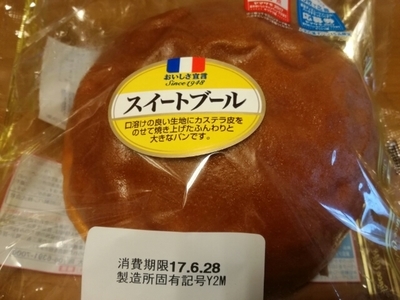 おいしさ宣言
Since 1948
スイートブール
口溶けの良い生地にカステラ皮を
のせて焼き上げたふんわりと
大きなパンです。
消費期限17.6.28
製造所固有記号Y2M